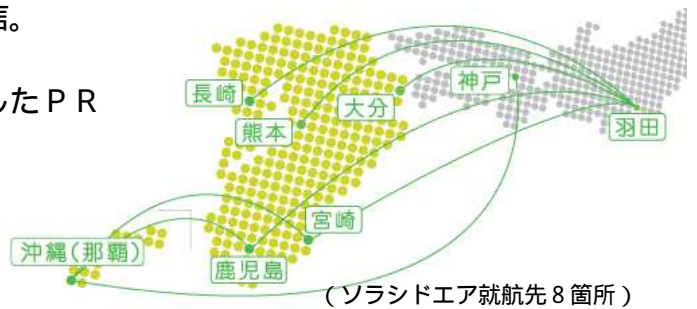 信。
したＰＲ
長崎
熊本
大分
神戸
羽田
宮崎
沖縄(那覇)
鹿児島
(ソラシドエア就航先８箇所)